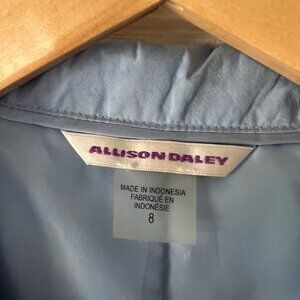 ALLISON DALEY
MADE IN INDONESIA
FABRIQUÉ EN
INDONÉSIE
8